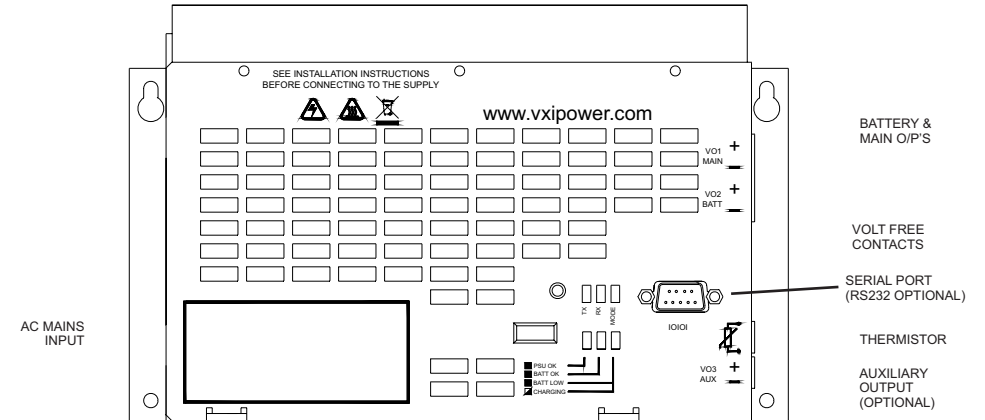 SEE INSTALLATION INSTRUCTIONS
BEFORE CONNECTING TO THE SUPPLY
www.vxipower.com
VO1
MAIN
+
VO2
BATT
+
BATTERY &
MAIN O/P'S
VOLT FREE
CONTACTS
SERIAL PORT
(RS232 OPTIONAL)
TX
RX
MODE
IOIOI
AC MAINS
INPUT
THERMISTOR
PSU OK
BATT OK
BATT LOW
CHARGING
VO3
AUX
+
AUXILIARY
OUTPUT
(OPTIONAL)